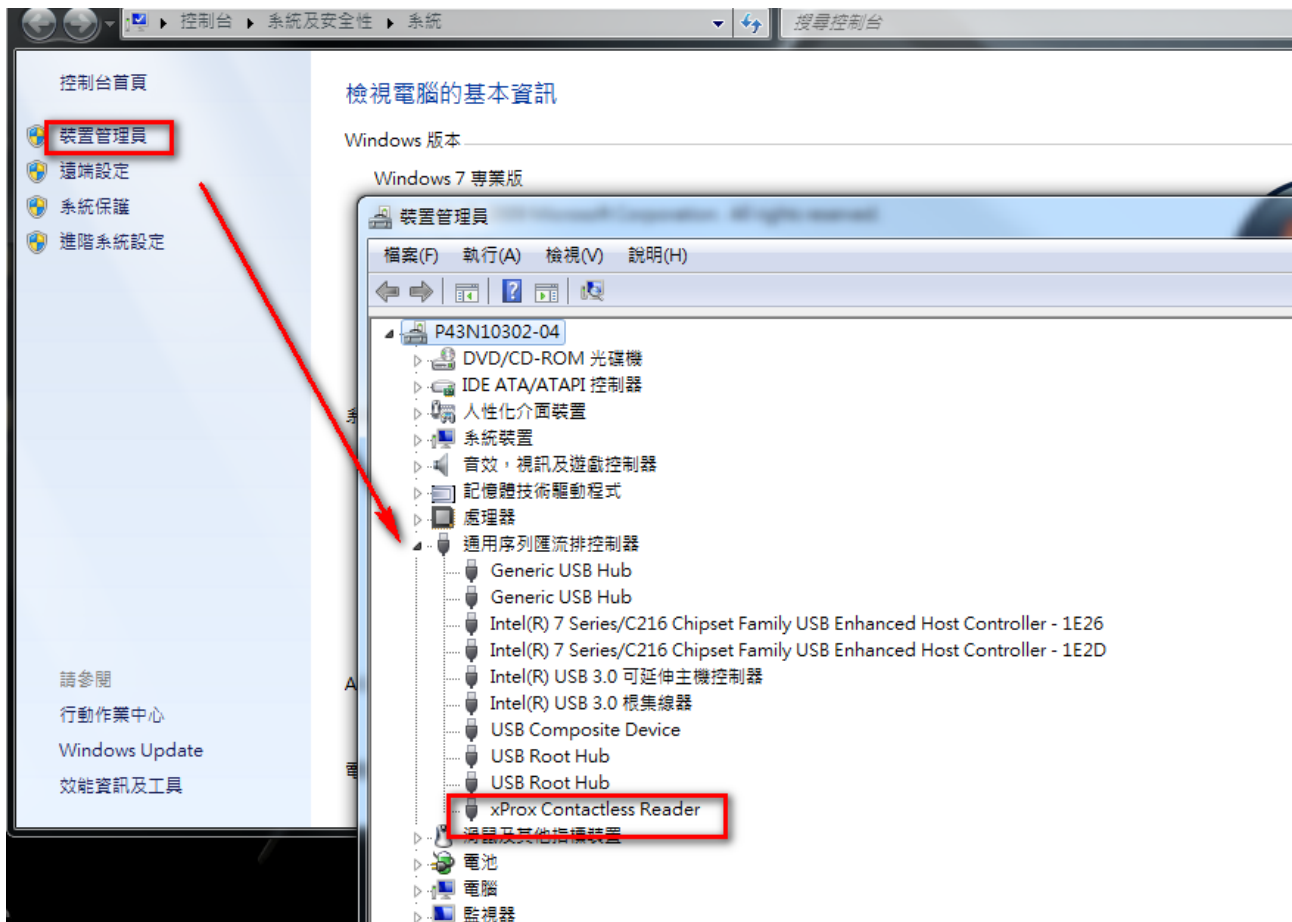 控制台 ▸ 系統及安全性 ▸ 系統
搜尋控制台
控制台首頁
裝置管理員
遠端設定
系統保護
進階系統設定
請參閱
行動作業中心
Windows Update
效能資訊及工具
檢視電腦的基本資訊
Windows 版本
Windows 7 專業版
裝置管理員
檔案(F) 執行(A) 檢視(V) 說明(H)
P43N10302-04
DVD/CD-ROM 光碟機
IDE ATA/ATAPI 控制器
人性化介面裝置
系統裝置
音效，視訊及遊戲控制器
記憶體技術驅動程式
處理器
通用序列匯流排控制器
Generic USB Hub
Generic USB Hub
Intel(R) 7 Series/C216 Chipset Family USB Enhanced Host Controller - 1E26
Intel(R) 7 Series/C216 Chipset Family USB Enhanced Host Controller - 1E2D
Intel(R) USB 3.0 可延伸主機控制器
Intel(R) USB 3.0 根集線器
USB Composite Device
USB Root Hub
USB Root Hub
xProx Contactless Reader
滑鼠及其他指標裝置
電池
電腦
監視器